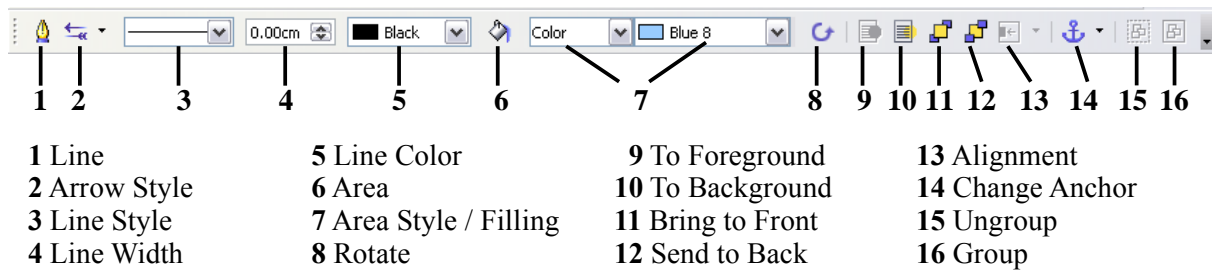 0.00cm Black Color Blue 8
1 2 3 4 5 6 7 8 9 10 11 12 13 14 15 16
1 Line
2 Arrow Style
3 Line Style
4 Line Width
5 Line Color
6 Area
7 Area Style / Filling
8 Rotate
9 To Foreground
10 To Background
11 Bring to Front
12 Send to Back
13 Alignment
14 Change Anchor
15 Ungroup
16 Group